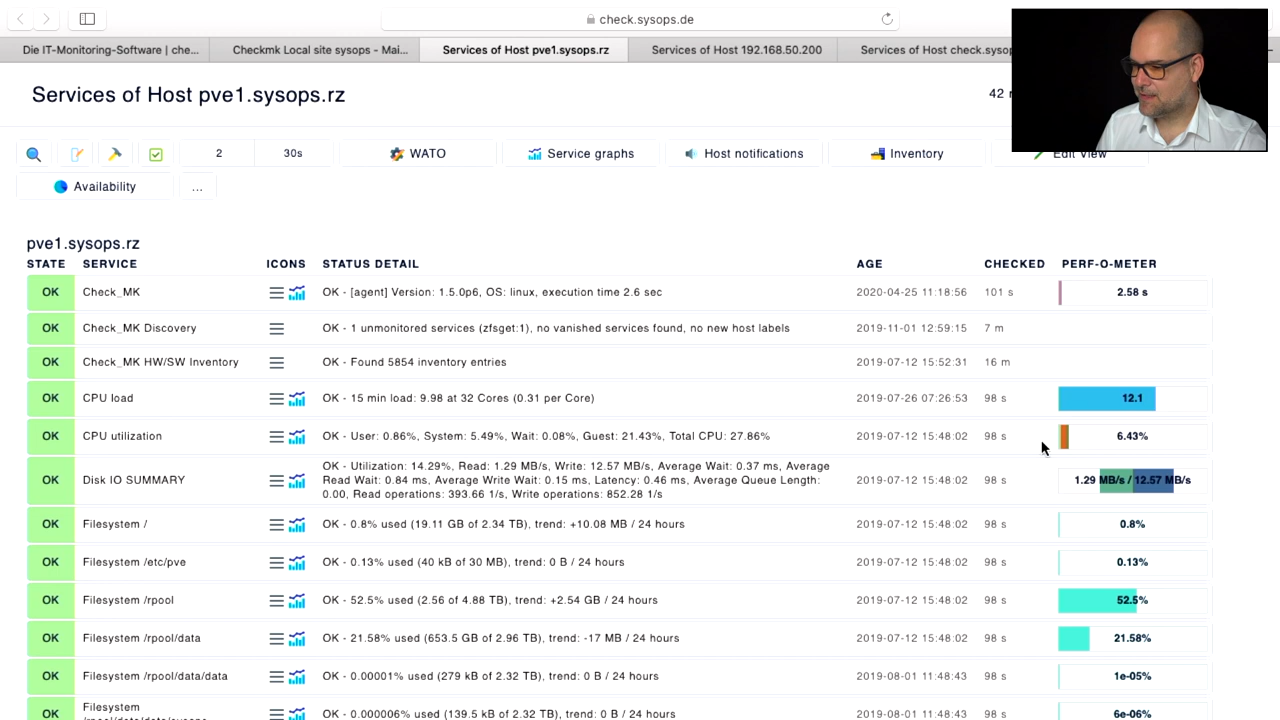 check.sysops.de
Die IT-Monitoring-Software | che...
Checkmk Local site sysops - Mai...
Services of Host pve1.sysops.rz
Services of Host 192.168.50.200
Services of Host check.sysop
Services of Host pve1.sysops.rz
42
2
30s
WATO
Service graphs
Host notifications
Inventory
Edit View
Availability
...
pve1.sysops.rz
STATE SERVICE ICONS STATUS DETAIL AGE CHECKED PERF-O-METER
OK Check_MK OK - [agent] Version: 1.5.0p6, OS: linux, execution time 2.6 sec 2020-04-25 11:18:56 101 s 2.58 s
OK Check_MK Discovery OK - 1 unmonitored services (zfsget:1), no vanished services found, no new host labels 2019-11-01 12:59:15 7 m
OK Check_MK HW/SW Inventory OK - Found 5854 inventory entries 2019-07-12 15:52:31 16 m
OK CPU load OK - 15 min load: 9.98 at 32 Cores (0.31 per Core) 2019-07-26 07:26:53 98 s 12.1
OK CPU utilization OK - User: 0.86%, System: 5.49%, Wait: 0.08%, Guest: 21.43%, Total CPU: 27.86% 2019-07-12 15:48:02 98 s 6.43%
OK Disk IO SUMMARY OK - Utilization: 14.29%, Read: 1.29 MB/s, Write: 12.57 MB/s, Average Wait: 0.37 ms, Average
Read Wait: 0.84 ms, Average Write Wait: 0.15 ms, Latency: 0.46 ms, Average Queue Length:
0.00, Read operations: 393.66 1/s, Write operations: 852.28 1/s 2019-07-12 15:48:02 98 s 1.29 MB/s / 12.57 MB/s
OK Filesystem / OK - 0.8% used (19.11 GB of 2.34 TB), trend: +10.08 MB / 24 hours 2019-07-12 15:48:02 98 s 0.8%
OK Filesystem /etc/pve OK - 0.13% used (40 kB of 30 MB), trend: 0 B / 24 hours 2019-07-12 15:48:02 98 s 0.13%
OK Filesystem /rpool OK - 52.5% used (2.56 of 4.88 TB), trend: +2.54 GB / 24 hours 2019-07-12 15:48:02 98 s 52.5%
OK Filesystem /rpool/data OK - 21.58% used (653.5 GB of 2.96 TB), trend: -17 MB / 24 hours 2019-07-12 15:48:02 98 s 21.58%
OK Filesystem /rpool/data/data OK - 0.00001% used (279 kB of 2.32 TB), trend: 0 B / 24 hours 2019-08-01 11:48:43 98 s 1e-05%
OK Filesystem OK - 0.000006% used (139.5 kB of 2.32 TB), trend: 0 B / 24 hours 2019-08-01 11:48:43 98 s 6e-06%